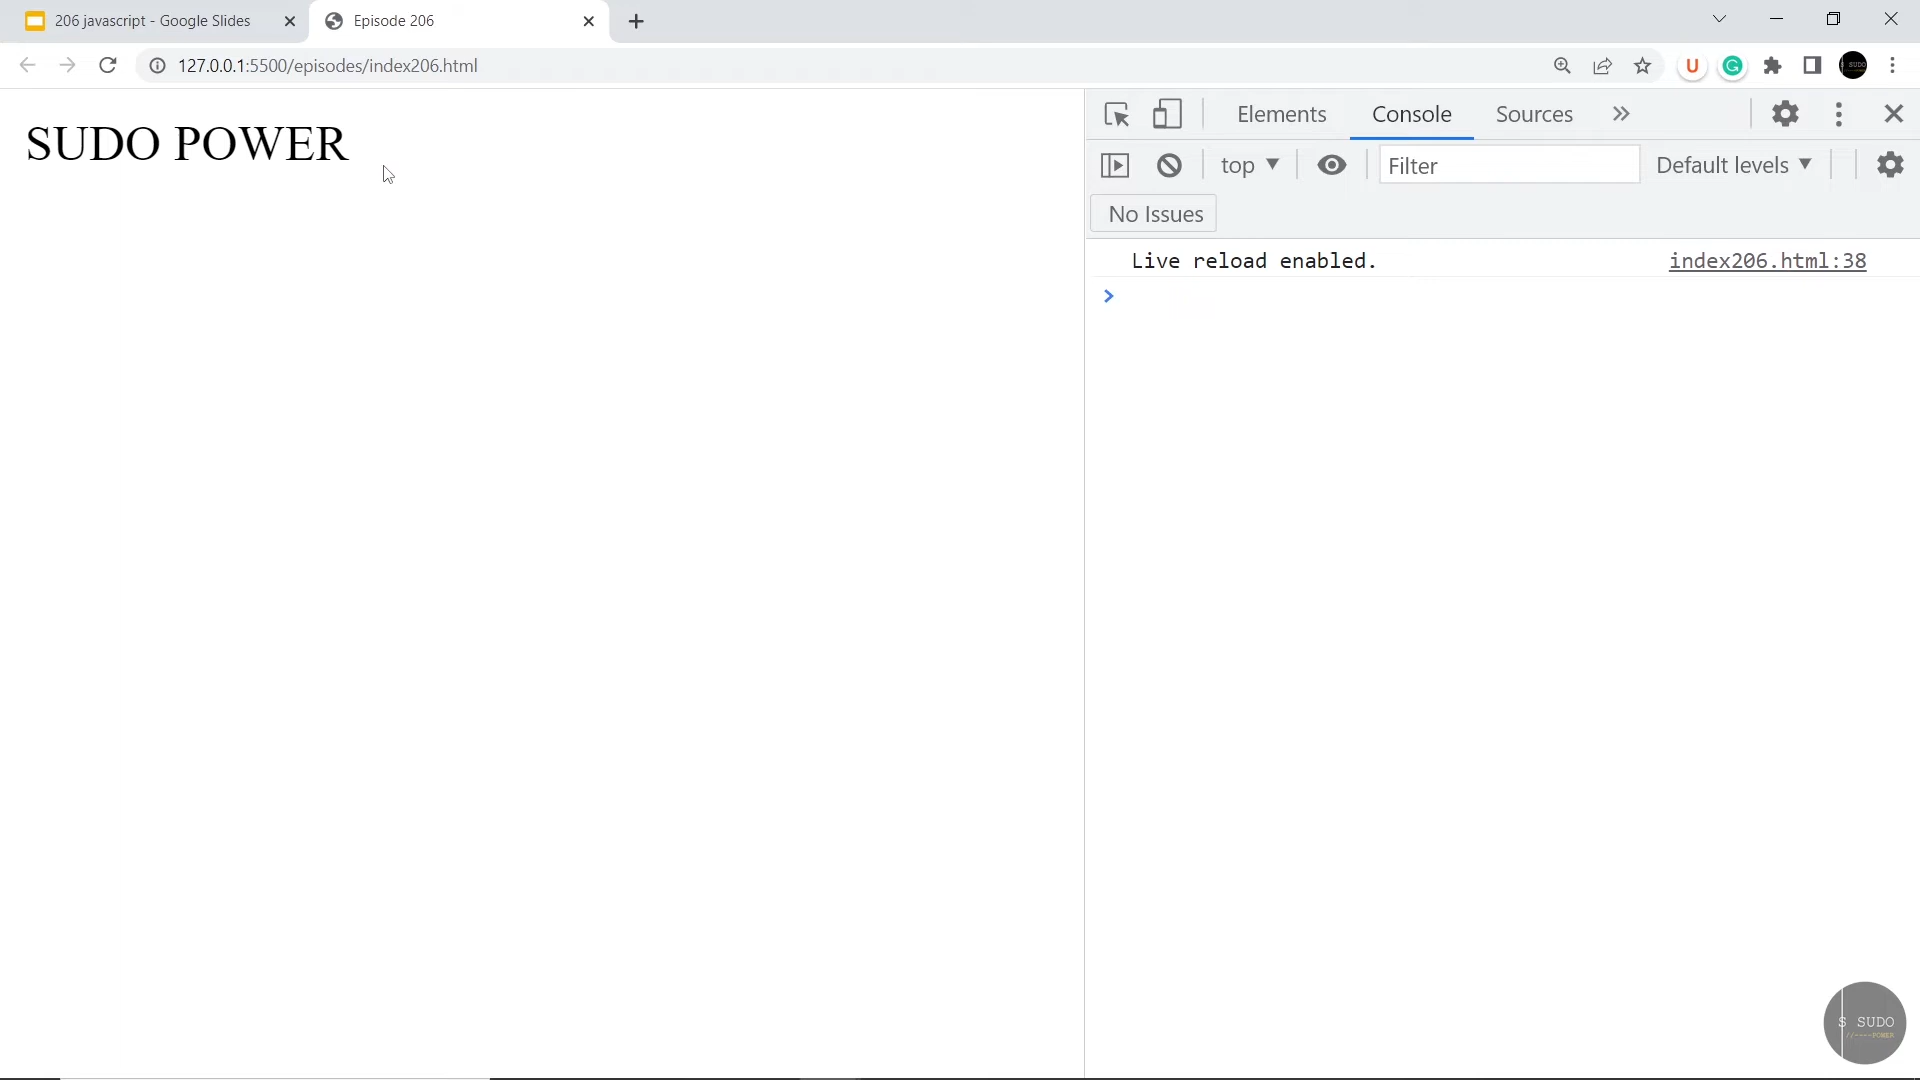 206 javascript - Google Slides
Episode 206
127.0.0.1:5500/episodes/index206.html
U
G
SUDO POWER
Elements
Console
Sources
top
Filter
Default levels
No Issues
Live reload enabled.
index206.html:38
$ SUDO
//----POWER